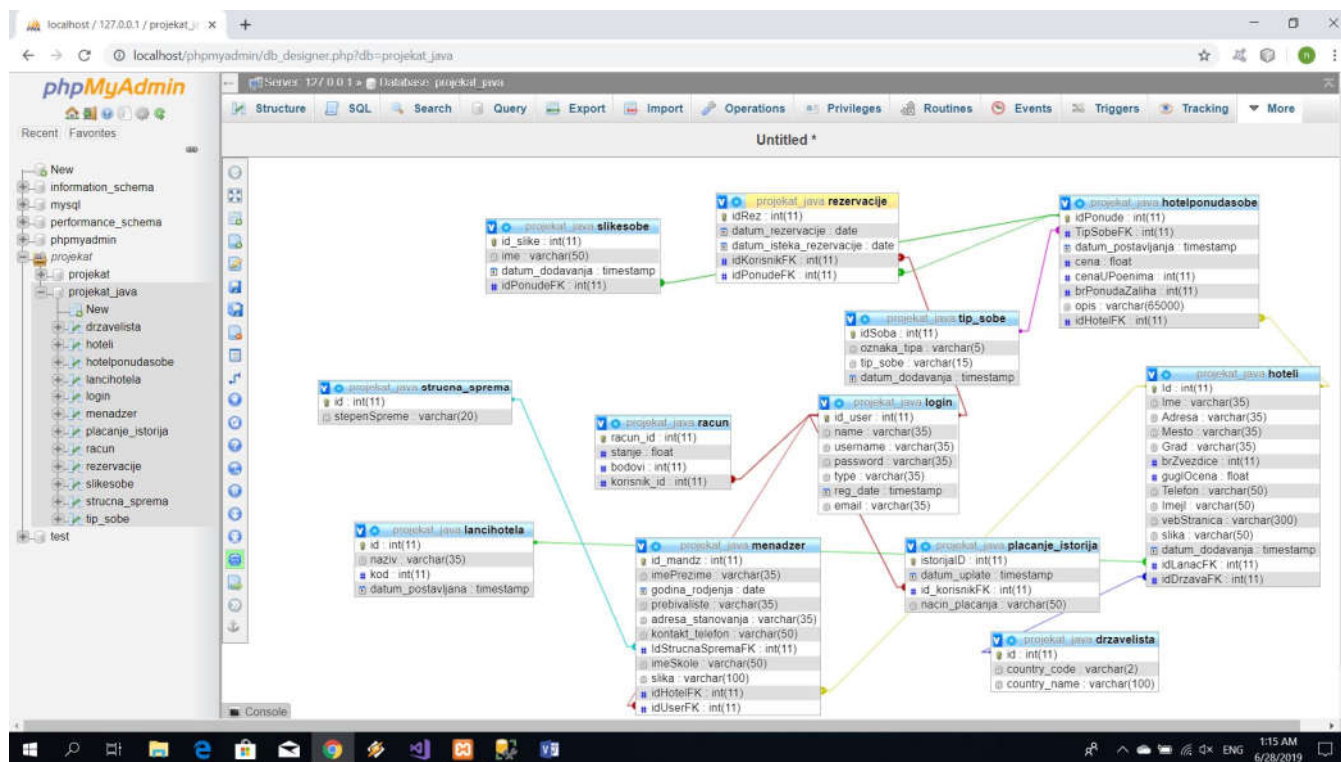 localhost / 127.0.0.1 / projekat_j
localhost/phpmyadmin/db_designer.php?db=projekat_java
phpMyAdmin
Recent Favorites
New
information_schema
mysql
performance_schema
phpmyadmin
projekat
projekat
projekat_java
New
drzavelista
hoteli
hotelponudasobe
lancihotela
login
menadzer
placanje_istorija
racun
rezervacije
slikesobe
strucna_sprema
tip_sobe
test
Server: 127.0.0.1 » Database: projekat_java
Structure SQL Search Query Export Import Operations Privileges Routines Events Triggers Tracking More
Untitled *
projekat_java slikesobe
id_slike : int(11)
ime : varchar(50)
datum_dodavanja : timestamp
idPonudeFK : int(11)
projekat_java rezervacije
idRez : int(11)
datum_rezervacije : date
datum_isteka_rezervacije : date
idKorisnikFK : int(11)
idPonudeFK : int(11)
projekat_java hotelponudasobe
idPonude : int(11)
TipSobeFK : int(11)
datum_postavljanja : timestamp
cena : float
cenaUPoenima : int(11)
brPonudaZaliha : int(11)
opis : varchar(65000)
idHotelFK : int(11)
projekat_java tip_sobe
idSoba : int(11)
oznaka_tipa : varchar(5)
tip_sobe : varchar(15)
datum_dodavanja : timestamp
projekat_java strucna_sprema
id : int(11)
stepenSpreme : varchar(20)
projekat_java racun
racun_id : int(11)
stanje : float
bodovi : int(11)
korisnik_id : int(11)
projekat_java login
id_user : int(11)
name : varchar(35)
username : varchar(35)
password : varchar(35)
type : varchar(35)
reg_date : timestamp
email : varchar(35)
projekat_java hoteli
Id : int(11)
Ime : varchar(35)
Adresa : varchar(35)
Mesto : varchar(35)
Grad : varchar(35)
brZvezdice : int(11)
guglOcena : float
Telefon : varchar(50)
Imejl : varchar(50)
vebStranica : varchar(300)
slika : varchar(50)
datum_dodavanja : timestamp
idLanacFK : int(11)
idDrzavaFK : int(11)
projekat_java lancihotela
id : int(11)
naziv : varchar(35)
kod : int(11)
datum_postavljana : timestamp
projekat_java menadzer
id_mandz : int(11)
imePrezime : varchar(35)
godina_rodjenja : date
prebivaliste : varchar(35)
adresa_stanovanja : varchar(35)
kontakt_telefon : varchar(50)
IdStrucnaSpremaFK : int(11)
imeSkole : varchar(50)
slika : varchar(100)
idHotelFK : int(11)
idUserFK : int(11)
projekat_java placanje_istorija
istorijaID : int(11)
datum_uplate : timestamp
id_korisnikFK : int(11)
nacin_placanja : varchar(50)
projekat_java drzavelista
id : int(11)
country_code : varchar(2)
country_name : varchar(100)
Console
ENG
1:15 AM
6/28/2019